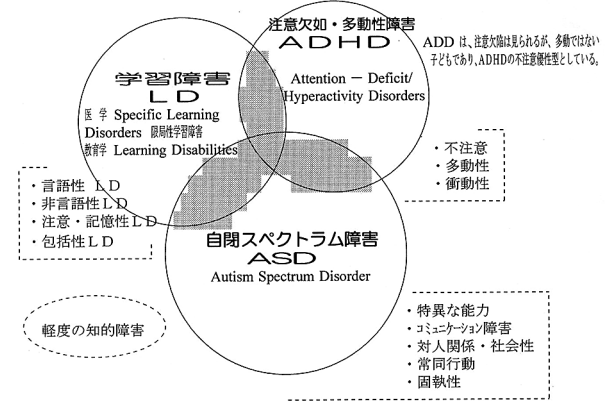 注意欠如・多動性障害
ADHD
Attention － Deficit/
Hyperactivity Disorders
ADD は、注意欠陥は見られるが、多動ではない
子どもであり、ADHDの不注意優性型としている。
学習障害
LD
医 学 Specific Learning
Disorders 限局性学習障害
教育学 Learning Disabilities
・不注意
・多動性
・衝動性
・言語性 LD
・非言語性LD
・注意・記憶性LD
・包括性LD
自閉スペクトラム障害
ASD
Autism Spectrum Disorder
軽度の知的障害
・特異な能力
・コミュニケーション障害
・対人関係・社会性
・常同行動
・固執性